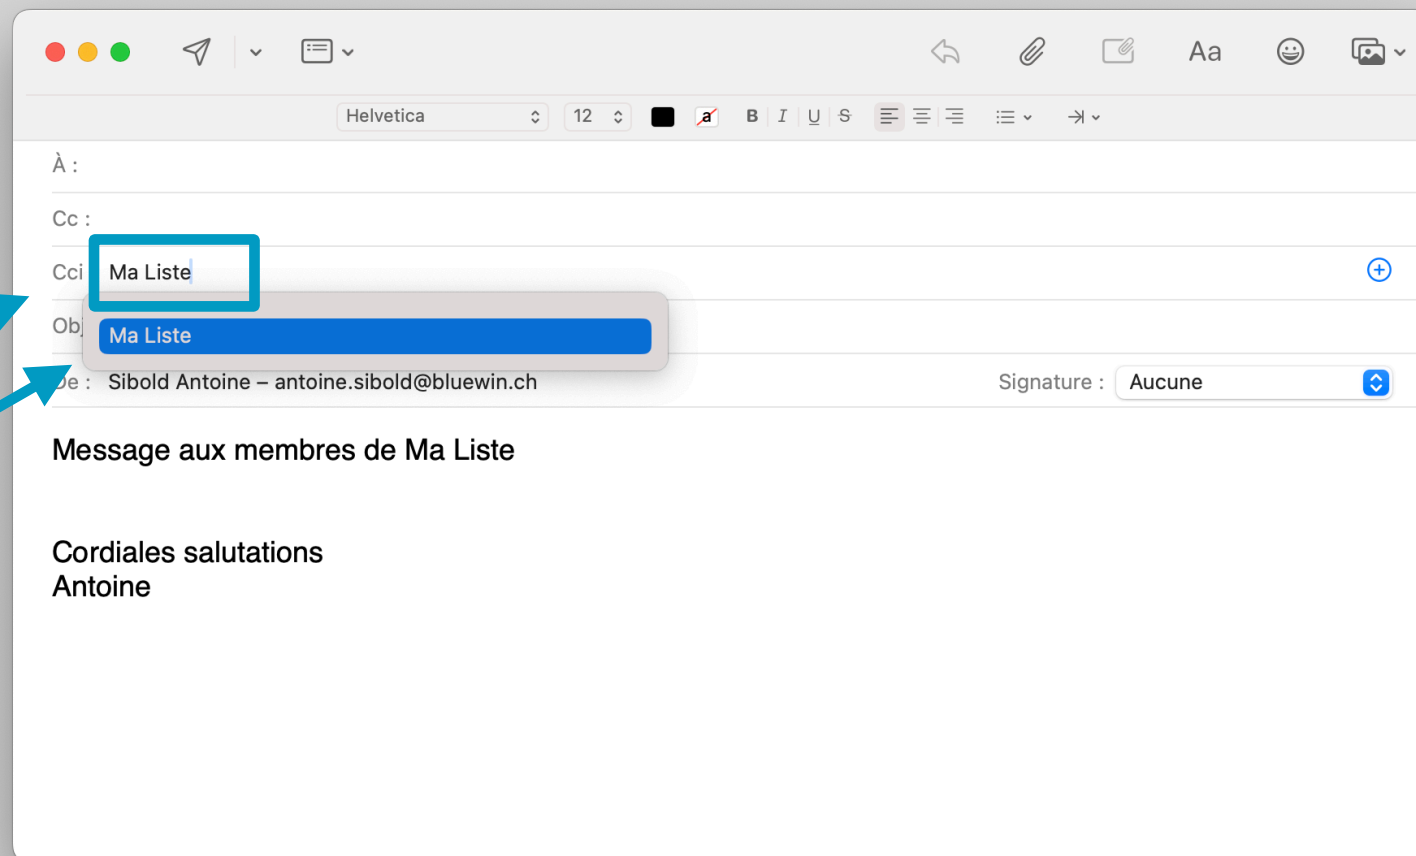 Aa
Helvetica 12 a B I U S
À :
Cc :
Cci Ma Liste
Obj
Ma Liste
De : Sibold Antoine – antoine.sibold@bluewin.ch Signature : Aucune
Message aux membres de Ma Liste
Cordiales salutations
Antoine